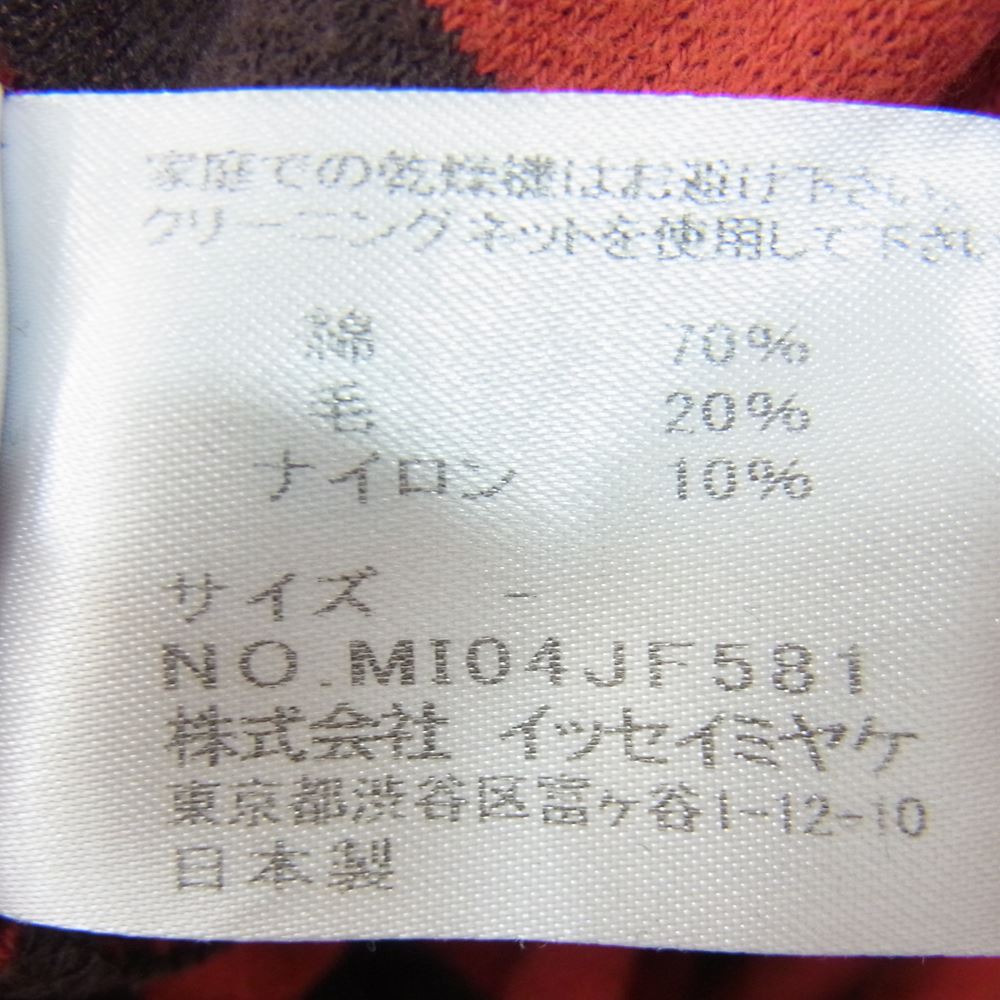 家庭での乾燥機はお避け下さい。
クリーニングネットを使用して下さい
綿 70%
毛 20%
ナイロン 10%
サイズ -
NO.MI04JF581
株式会社 イッセイミヤケ
東京都渋谷区富ヶ谷1-12-10
日本製